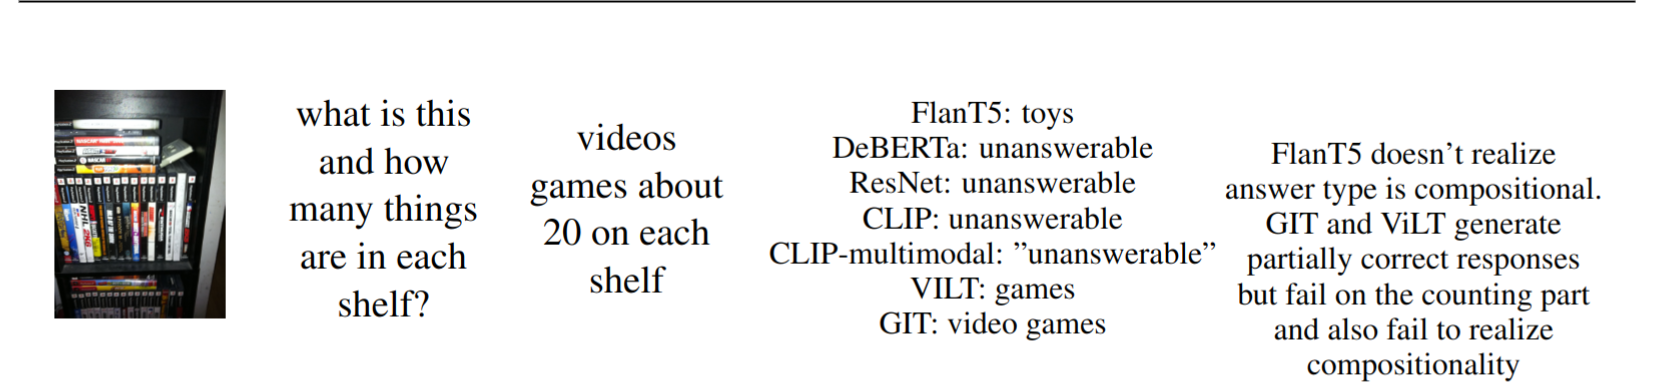 what is this
and how
many things
are in each
shelf?
videos
games about
20 on each
shelf
FlanT5: toys
DeBERTa: unanswerable
ResNet: unanswerable
CLIP: unanswerable
CLIP-multimodal: ”unanswerable”
VILT: games
GIT: video games
FlanT5 doesn’t realize
answer type is compositional.
GIT and ViLT generate
partially correct responses
but fail on the counting part
and also fail to realize
compositionality